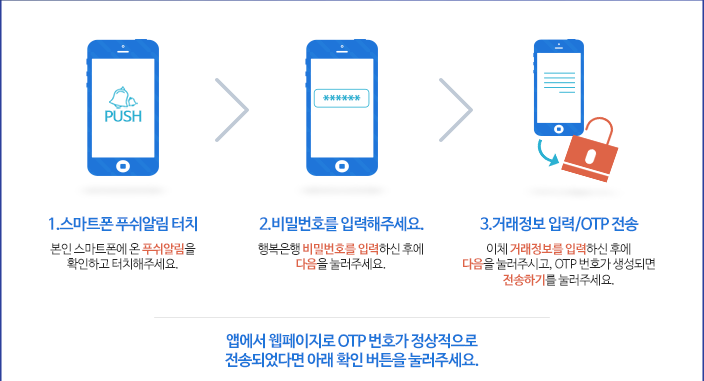 PUSH
******
1.스마트폰 푸쉬알림 터치
본인 스마트폰에 온 푸쉬알림을
확인하고 터치해주세요.
2.비밀번호를 입력해주세요.
행복은행 비밀번호를 입력하신 후에
다음을 눌러주세요.
3.거래정보 입력/OTP 전송
이체 거래정보를 입력하신 후에
다음을 눌러주시고, OTP 번호가 생성되면
전송하기를 눌러주세요.
앱에서 웹페이지로 OTP 번호가 정상적으로
전송되었다면 아래 확인 버튼을 눌러주세요.